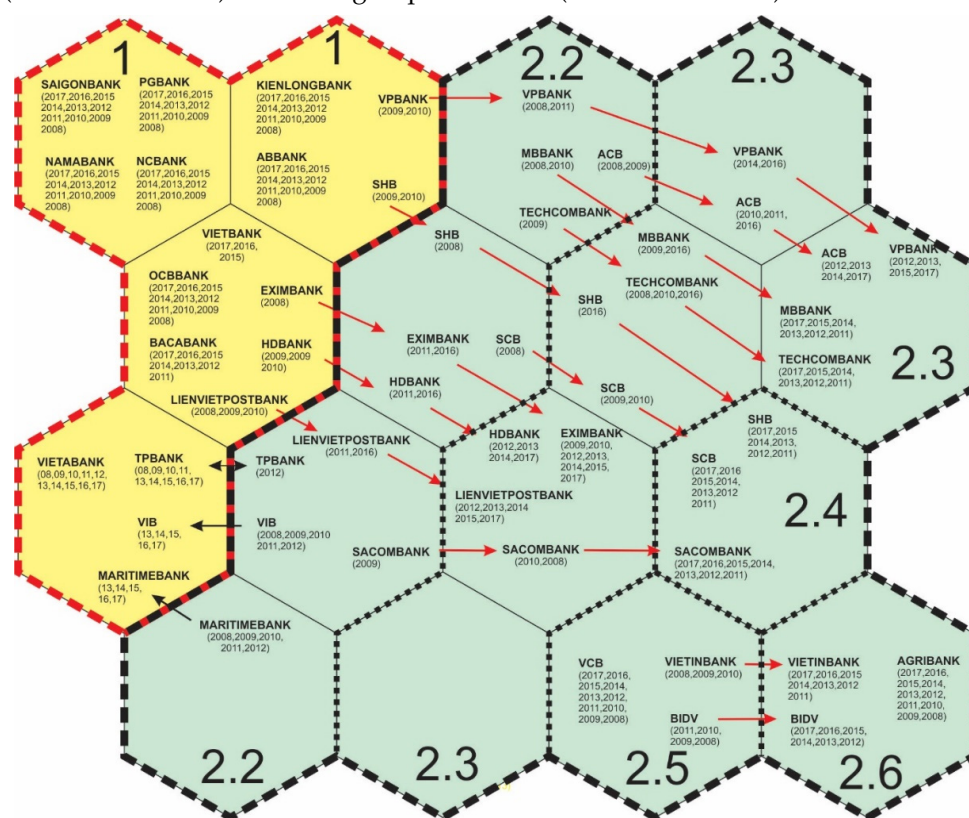 1
1
2.2
2.3
SAIGONBANK
(2017,2016,2015
2014,2013,2012
2011,2010,2009
2008)
PGBANK
(2017,2016,2015
2014,2013,2012
2011,2010,2009
2008)
KIENLONGBANK
(2017,2016,2015
2014,2013,2012
2011,2010,2009
2008)
VPBANK
(2009,2010)
VPBANK
(2008,2011)
VPBANK
(2014,2016)
NAMABANK
(2017,2016,2015
2014,2013,2012
2011,2010,2009
2008)
NCBANK
(2017,2016,2015
2014,2013,2012
2011,2010,2009
2008)
ABBANK
(2017,2016,2015
2014,2013,2012
2011,2010,2009
2008)
SHB
(2009,2010)
MBBANK
(2008,2010)
ACB
(2008,2009)
TECHCOMBANK
(2009)
ACB
(2010,2011,
2016)
VIETBANK
(2017,2016,
2015)
SHB
(2008)
MBBANK
(2009,2016)
ACB
(2012,2013
2014,2017)
VPBANK
(2012,2013,
2015,2017)
OCBBANK
(2017,2016,2015
2014,2013,2012
2011,2010,2009
2008)
EXIMBANK
(2008)
TECHCOMBANK
(2008,2010,2016)
SHB
(2016)
MBBANK
(2017,2015,2014,
2013,2012,2011)
BACABANK
(2017,2016,2015
2014,2013,2012
2011)
HDBANK
(2009,2009
2010)
EXIMBANK
(2011,2016)
SCB
(2008)
TECHCOMBANK
(2017,2015,2014,
2013,2012,2011)
2.3
HDBANK
(2011,2016)
SCB
(2009,2010)
LIENVIETPOSTBANK
(2008,2009,2010)
LIENVIETPOSTBANK
(2011,2016)
HDBANK
(2012,2013
2014,2017)
EXIMBANK
(2009,2010,
2012,2013,
2014,2015,
2017)
SHB
(2017,2015
2014,2013,
2012,2011)
VIETABANK
(08,09,10,11,12,
13,14,15,16,17)
TPBANK
(08,09,10,11,
13,14,15,16,17)
TPBANK
(2012)
SCB
(2017,2016
2015,2014,
2013,2012
2011)
LIENVIETPOSTBANK
(2012,2013,2014
2015,2017)
2.4
VIB
(13,14,15,
16,17)
VIB
(2008,2009,2010
2011,2012)
SACOMBANK
(2009)
SACOMBANK
(2010,2008)
SACOMBANK
(2017,2016,2015,2014,
2013,2012,2011)
MARITIMEBANK
(13,14,15,
16,17)
MARITIMEBANK
(2008,2009,2010,
2011,2012)
VCB
(2017,2016,
2015,2014,
2013,2012,
2011,2010,
2009,2008)
VIETINBANK
(2008,2009,2010)
VIETINBANK
(2017,2016,2015
2014,2013,2012
2011)
AGRIBANK
(2017,2016,
2015,2014,
2013,2012,
2011,2010,
2009,2008)
BIDV
(2011,2010,
2009,2008)
BIDV
(2017,2016,2015,
2014,2013,2012)
2.2
2.3
2.5
2.6